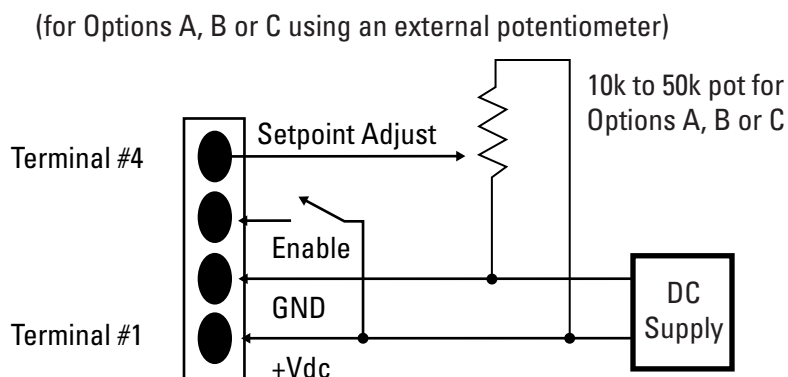 (for Options A, B or C using an external potentiometer)
10k to 50k pot for
Options A, B or C
Setpoint Adjust
Terminal #4
Enable
GND
DC
Supply
Terminal #1
+Vdc